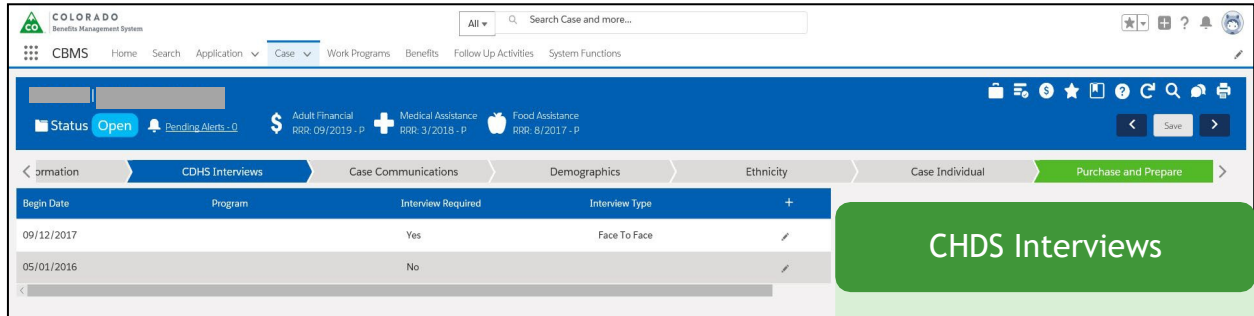 COLORADO
Benefits Management System
All
Search Case and more...
CBMS Home Search Application Case Work Programs Benefits Follow Up Activities System Functions
Status Open Pending Alerts - 0
Adult Financial
RRR: 09/2019 - P
Medical Assistance
RRR: 3/2018 - P
Food Assistance
RRR: 8/2017 - P
Save
ormation CDHS Interviews Case Communications Demographics Ethnicity Case Individual Purchase and Prepare
Begin Date Program Interview Required Interview Type +
09/12/2017 Yes Face To Face
05/01/2016 No
CHDS Interviews